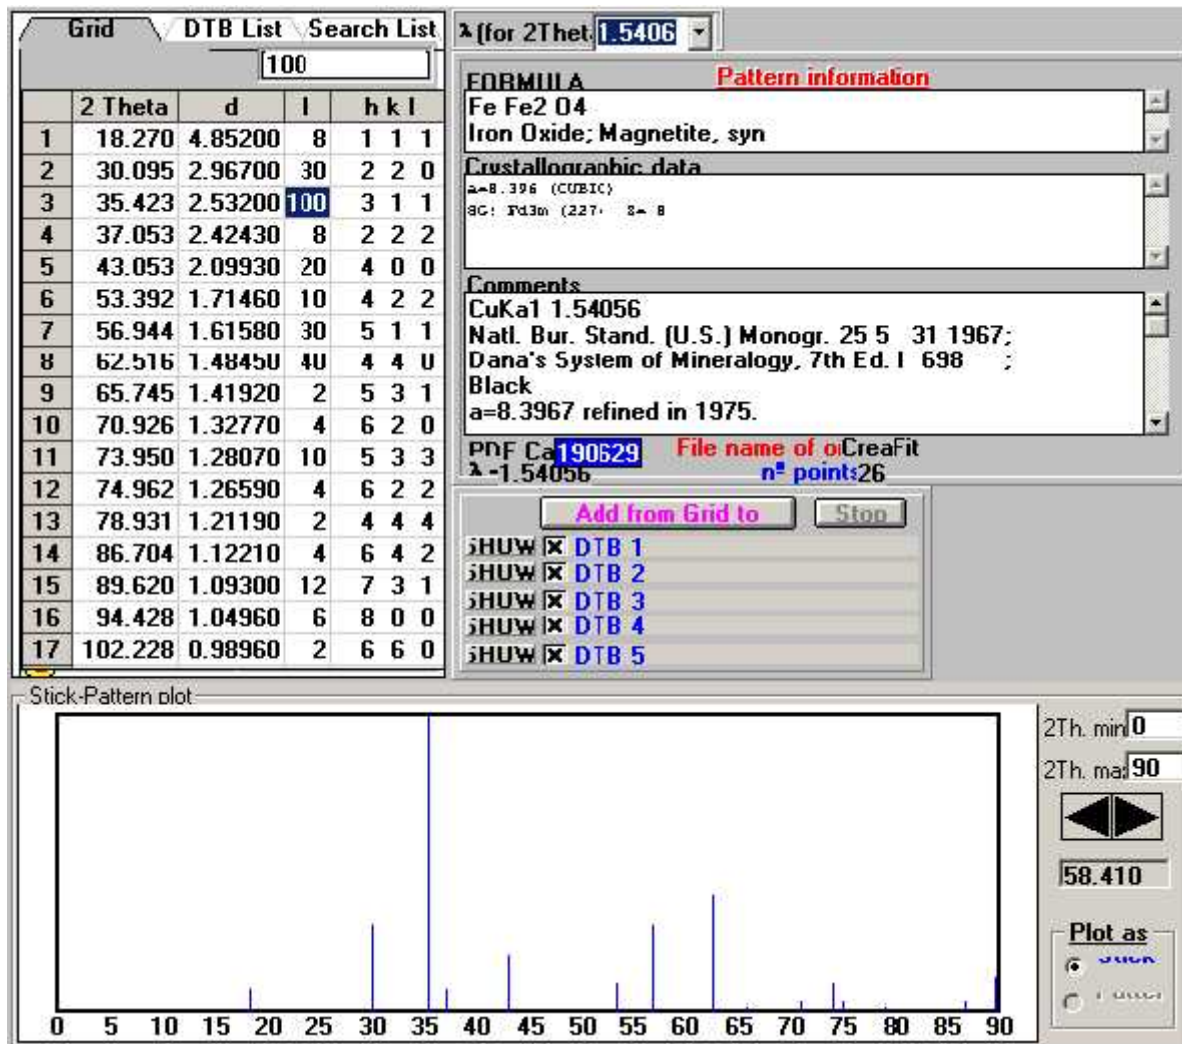 Grid DTB List Search List
100
2 Theta d I h k l
1 18.270 4.85200 8 1 1 1
2 30.095 2.96700 30 2 2 0
3 35.423 2.53200 100 3 1 1
4 37.053 2.42430 8 2 2 2
5 43.053 2.09930 20 4 0 0
6 53.392 1.71460 10 4 2 2
7 56.944 1.61580 30 5 1 1
8 62.516 1.48450 40 4 4 0
9 65.745 1.41920 2 5 3 1
10 70.926 1.32770 4 6 2 0
11 73.950 1.28070 10 5 3 3
12 74.962 1.26590 4 6 2 2
13 78.931 1.21190 2 4 4 4
14 86.704 1.12210 4 6 4 2
15 89.620 1.09300 12 7 3 1
16 94.428 1.04960 6 8 0 0
17 102.228 0.98960 2 6 6 0
λ (for 2Thet 1.5406
Pattern information
FORMULA
Fe Fe2 O4
Iron Oxide; Magnetite, syn
Crystallographic data
a=8.396 (CUBIC)
SG: Fd3m (227) Z= 8
Comments
CuKa1 1.54056
Natl. Bur. Stand. (U.S.) Monogr. 25 5 31 1967;
Dana's System of Mineralogy, 7th Ed. I 698 ;
Black
a=8.3967 refined in 1975.
PDF Ca 190629 File name of o CreaFit
λ =1.54056 nº points 26
Add from Grid to Stop
DTB 1
DTB 2
DTB 3
DTB 4
DTB 5
Stick-Pattern plot
0 5 10 15 20 25 30 35 40 45 50 55 60 65 70 75 80 85 90
2Th. min 0
2Th. ma: 90
58.410
Plot as
Stick